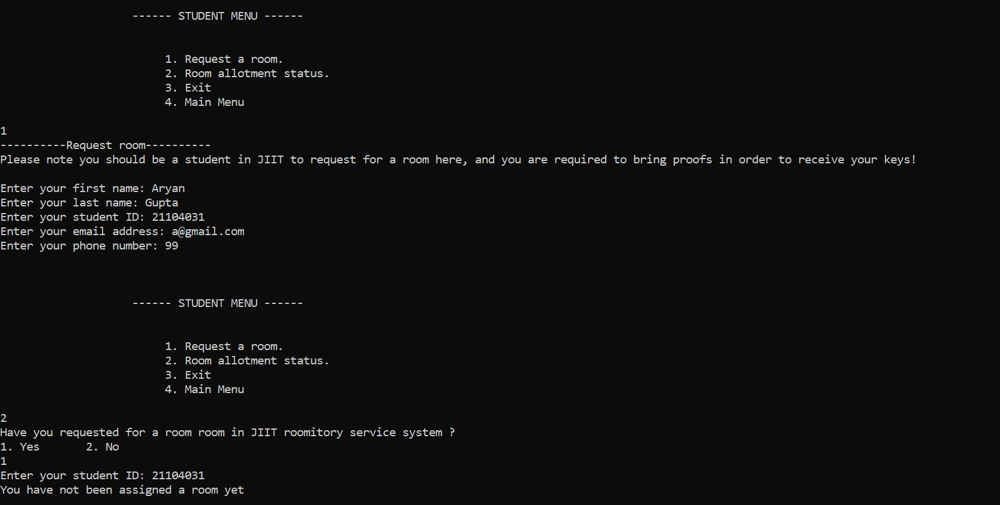 ------ STUDENT MENU ------
1. Request a room.
2. Room allotment status.
3. Exit
4. Main Menu
1
----------Request room----------
Please note you should be a student in JIIT to request for a room here, and you are required to bring proofs in order to receive your keys!
Enter your first name: Aryan
Enter your last name: Gupta
Enter your student ID: 21104031
Enter your email address: a@gmail.com
Enter your phone number: 99
------ STUDENT MENU ------
1. Request a room.
2. Room allotment status.
3. Exit
4. Main Menu
2
Have you requested for a room room in JIIT roomitory service system ?
1. Yes       2. No
1
Enter your student ID: 21104031
You have not been assigned a room yet